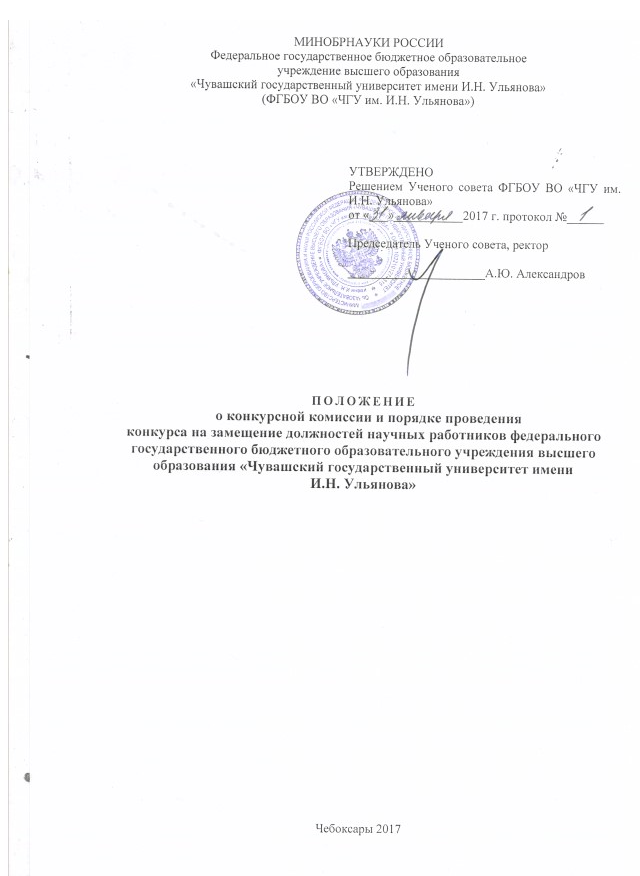 МИНОБРНАУКИ РОССИИ
Федеральное государственное бюджетное образовательное
учреждение высшего образования
«Чувашский государственный университет имени И.Н. Ульянова»
(ФГБОУ ВО «ЧГУ им. И.Н. Ульянова»)
УТВЕРЖДЕНО
Решением Ученого совета ФГБОУ ВО «ЧГУ им.
И.Н. Ульянова»
от «31» января 2017 г. протокол № 1
Председатель Ученого совета, ректор
А.Ю. Александров
ПОЛОЖЕНИЕ
о конкурсной комиссии и порядке проведения
конкурса на замещение должностей научных работников федерального
государственного бюджетного образовательного учреждения высшего
образования «Чувашский государственный университет имени
И.Н. Ульянова»
Чебоксары 2017